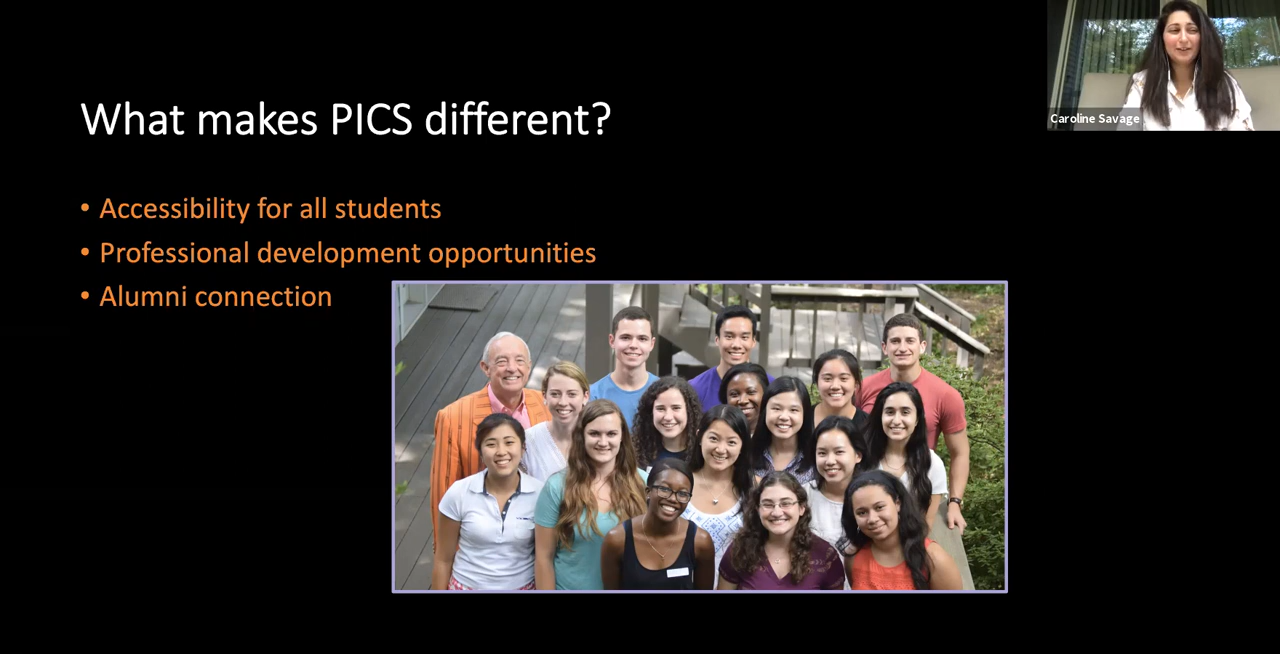 What makes PICS different?
• Accessibility for all students
• Professional development opportunities
• Alumni connection
Caroline Savage